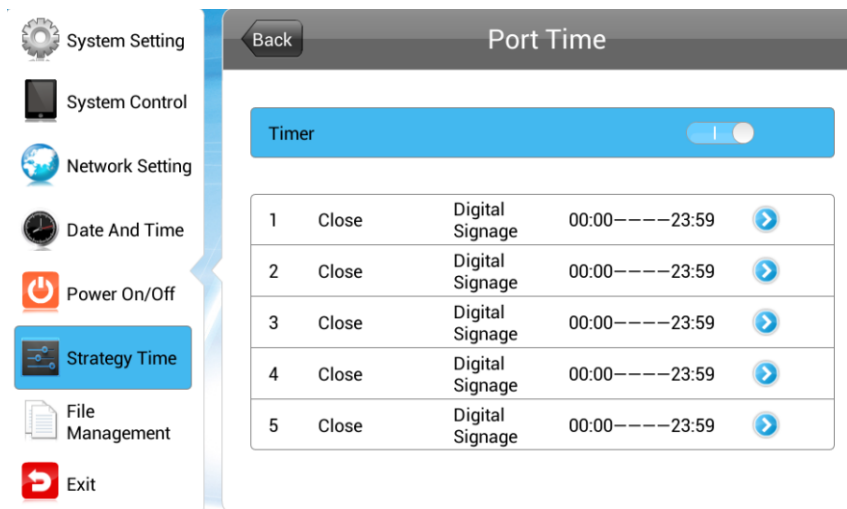 System Setting
System Control
Network Setting
Date And Time
Power On/Off
Strategy Time
File
Management
Exit
Back
Port Time
Timer
1 Close Digital Signage 00:00－－－－23:59
2 Close Digital Signage 00:00－－－－23:59
3 Close Digital Signage 00:00－－－－23:59
4 Close Digital Signage 00:00－－－－23:59
5 Close Digital Signage 00:00－－－－23:59